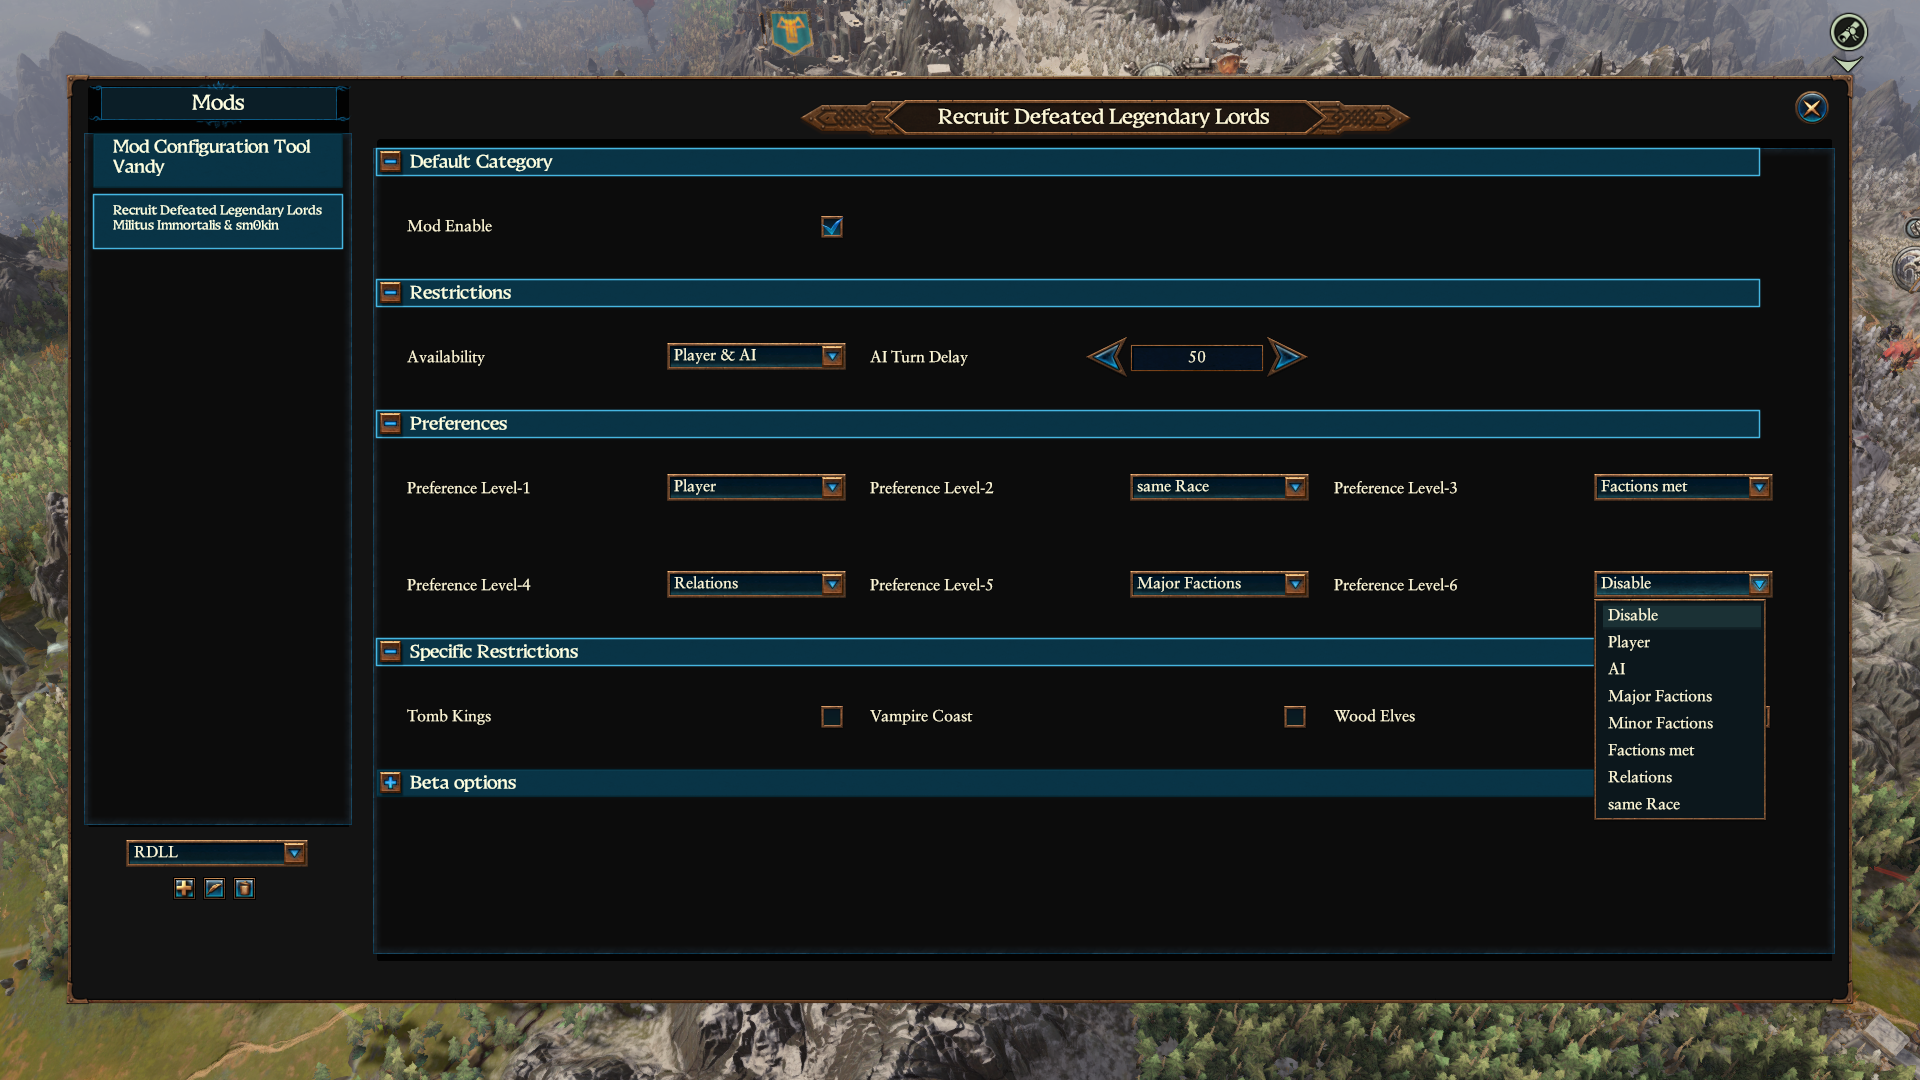 Mods
Mod Configuration Tool
Vandy
Recruit Defeated Legendary Lords
Militus Immortalis & sm0kin
RDLL
Recruit Defeated Legendary Lords
Default Category
Mod Enable
Restrictions
Availability
Player & AI
AI Turn Delay
50
Preferences
Preference Level-1
Player
Preference Level-2
same Race
Preference Level-3
Factions met
Preference Level-4
Relations
Preference Level-5
Major Factions
Preference Level-6
Disable
Disable
Player
AI
Major Factions
Minor Factions
Factions met
Relations
same Race
Specific Restrictions
Tomb Kings
Vampire Coast
Wood Elves
Beta options